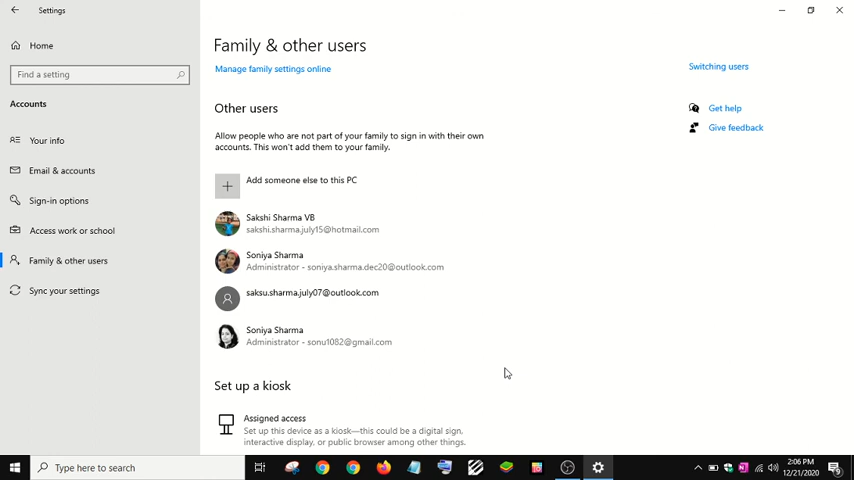 Settings
Home
Find a setting
Accounts
Your info
Email & accounts
Sign-in options
Access work or school
Family & other users
Sync your settings
Family & other users
Manage family settings online
Other users
Allow people who are not part of your family to sign in with their own
accounts. This won't add them to your family.
Add someone else to this PC
Sakshi Sharma VB
sakshi.sharma.july15@hotmail.com
Soniya Sharma
Administrator - soniya.sharma.dec20@outlook.com
saksu.sharma.july07@outlook.com
Soniya Sharma
Administrator - sonu1082@gmail.com
Set up a kiosk
Assigned access
Set up this device as a kiosk—this could be a digital sign,
interactive display, or public browser among other things.
Switching users
Get help
Give feedback
Type here to search
2:06 PM
12/21/2020